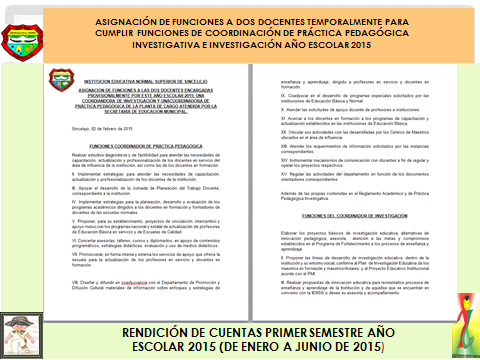 ASIGNACIÓN DE FUNCIONES A DOS DOCENTES TEMPORALMENTE PARA
CUMPLIR FUNCIONES DE COORDINACIÓN DE PRÁCTICA PEDAGÓGICA
INVESTIGATIVA E INVESTIGACIÓN AÑO ESCOLAR 2015
INSTITUCION EDUCATIVA NORMAL SUPERIOR DE SINCELEJO
ASIGNACIÓN DE FUNCIONES A LAS DOS DOCENTES ENCARGADAS
PROVISIONALMENTE POR ESTE AÑO ESCOLAR 2015: UNA
COORDINADORA DE INVESTIGACION Y UNACOORDINADORA DE
PRÁCTICA PEDAGÓGICA DE LA PLANTA DE CARGO ATENDIDA POR LA
SECRETARIA DE EDUCACION MUNICIPAL.
Sincelejo, 02 de febrero de 2015
FUNCIONES COORDINADOR DE PRÁCTICA PEDAGÓGICA
Realizar estudios diagnósticos y de factibilidad para atender las necesidades de
capacitación, actualización y profesionalización de los docentes en servicio del área
de influencia de la institución, así como las de los docentes en formación.
II. Implementar estrategias para atender las necesidades de capacitación,
actualización y profesionalización de los docentes.
III. Apoyar el desarrollo de la Jornada de Planeación del Trabajo Docente,
correspondiente a la institución.
IV. Implementar estrategias para la planeación, desarrollo y evaluación de los
programas académicos dirigidos a los docentes en formación y formadores de
docentes de las escuelas normales.
V. Proponer, para su establecimiento, proyectos de vinculación, intercambio y
apoyo mutuo con los programas nacional y estatal de actualización de profesores
de Educación Básica en servicio y de Escuelas de Calidad.
VI. Concertar asesorías, talleres, cursos y diplomados, en apoyo de contenidos
programáticos, estrategias didácticas, evaluación y uso de medios didácticos.
VII. Promocionar, en forma interna y externa los servicios de apoyo que ofrece la
escuela para la actualización de los profesores en servicio y docentes en
formación.
VIII. Diseñar y difundir en coadyuvancia con el Departamento de Promoción y
Difusión Cultural materiales de información sobre enfoques y estrategias de
enseñanza y aprendizaje, dirigido a profesores en servicio y docentes en
formación.
IX. Coadyuvar en el desarrollo de programas especiales solicitados por las
instituciones de Educación Básica y Normal.
X. Atender las solicitudes de apoyo docente de profesores e instituciones.
XI. Acercar a los docentes en formación a los programas de capacitación y
actualización establecidos en las instituciones de Educación Básica.
XII. Vincular sus actividades con las desarrolladas por los Centros de Maestros
ubicados en el área de influencia.
XIII. Atender los requerimientos de información solicitados por las instancias
correspondientes.
XIV. Instrumentar mecanismos de comunicación con docentes a fin de regular y
operar los proyectos respectivos.
XV. Regular las actividades del departamento en función de los documentos
orientadores correspondientes.
Además de las propias contenidas en el Reglamento Académico y de Práctica
Pedagógica Investigativa.
FUNCIONES DEL COORDINADOR DE INVESTIGACIÓN
Elaborar los proyectos básicos de investigación educativa, alternativas de
innovación pedagógica, asesoría, atención a las metas y compromisos
establecidos en el Programa de Fortalecimiento a los procesos de enseñanza y
aprendizaje.
II. Proponer las líneas de desarrollo de investigación educativa, dentro de la
institución y su entorno social, conforme al Plan de Investigación Educativa de los
maestros en formación y maestros titulares, y al Proyecto Educativo Institucional
acorde con el PMI.
III. Realizar propuestas de innovación educativa para los distintos procesos de
enseñanza y aprendizaje de la Institución y de aquellas que se encuentran en
convenio con la IENSS o desee su asesoría y acompañamiento.
RENDICIÓN DE CUENTAS PRIMER SEMESTRE AÑO
ESCOLAR 2015 (DE ENERO A JUNIO DE 2015)